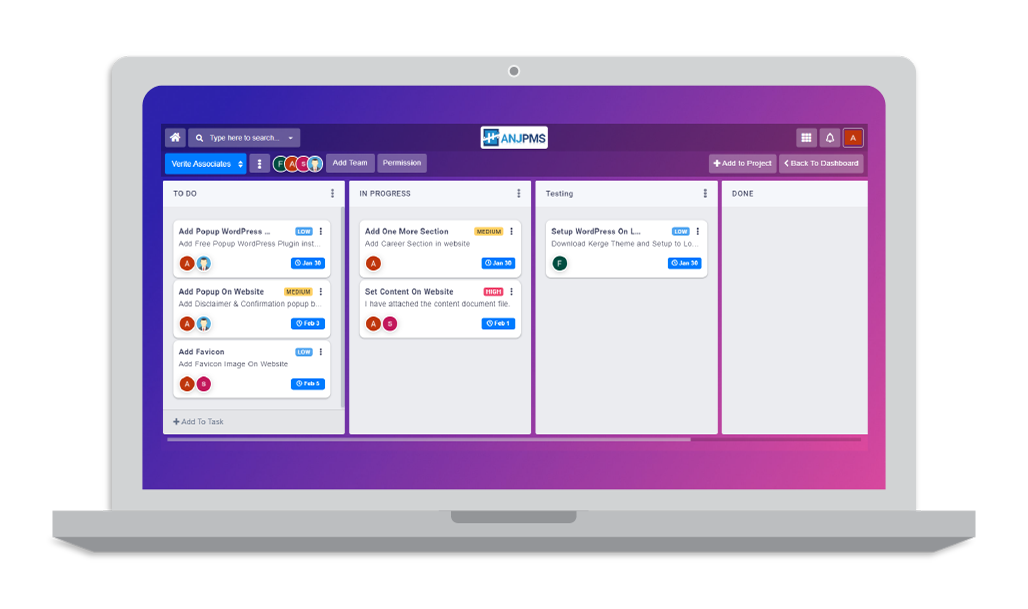 Type here to search...
ANJPMS
A
Verite Associates
F A S
Add Team
Permission
Add to Project
Back To Dashboard
TO DO
Add Popup WordPress ...
LOW
Add Free Popup WordPress Plugin inst...
A
Jan 30
Add Popup On Website
MEDIUM
Add Disclaimer & Confirmation popup b...
A
Feb 3
Add Favicon
LOW
Add Favicon Image On Website
A S
Feb 5
Add To Task
IN PROGRESS
Add One More Section
MEDIUM
Add Career Section in website
A
Jan 30
Set Content On Website
HIGH
I have attached the content document file.
A S
Feb 1
Testing
Setup WordPress On L...
LOW
Download Kerge Theme and Setup to Lo...
F
Jan 30
DONE